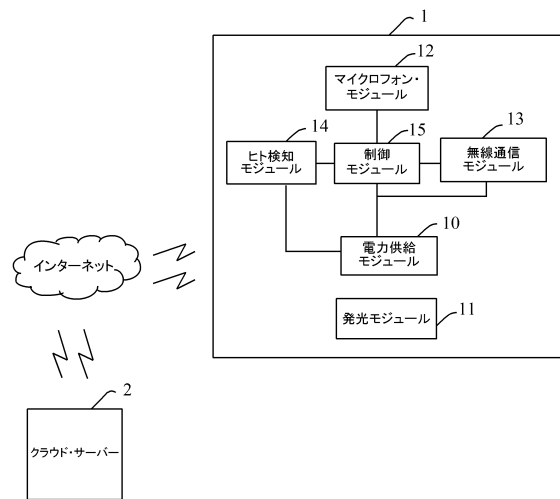 1
12
マイクロフォン・
モジュール
14
ヒト検知
モジュール
15
制御
モジュール
13
無線通信
モジュール
10
電力供給
モジュール
インターネット
11
発光モジュール
2
クラウド・サーバー